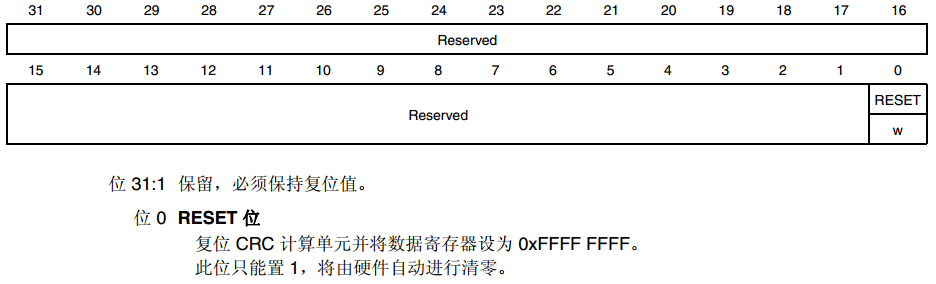 31 30 29 28 27 26 25 24 23 22 21 20 19 18 17 16
Reserved
15 14 13 12 11 10 9 8 7 6 5 4 3 2 1 0
Reserved
RESET
w
位 31:1 保留，必须保持复位值。
位 0 RESET 位
复位 CRC 计算单元并将数据寄存器设为 0xFFFF FFFF。
此位只能置 1，将由硬件自动进行清零。